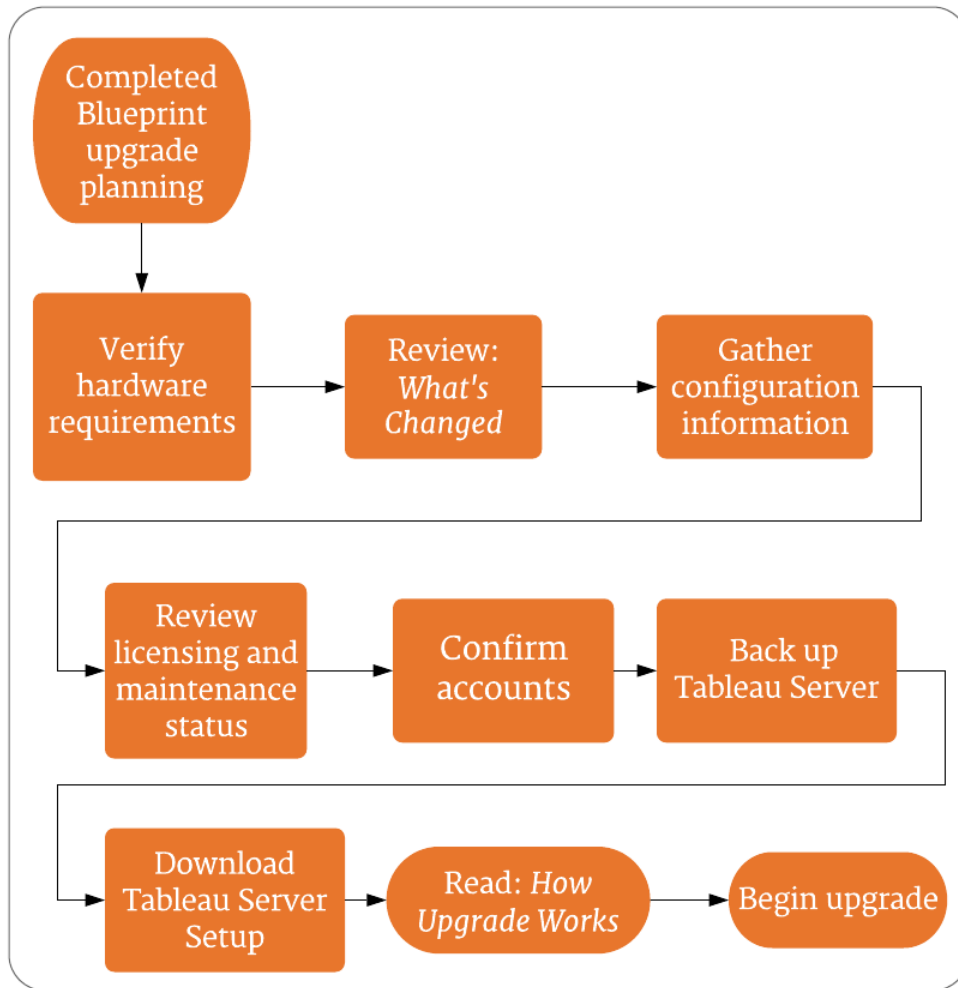 Completed
Blueprint
upgrade
planning
Verify
hardware
requirements
Review:
What's
Changed
Gather
configuration
information
Review
licensing and
maintenance
status
Confirm
accounts
Back up
Tableau Server
Download
Tableau Server
Setup
Read: How
Upgrade Works
Begin upgrade